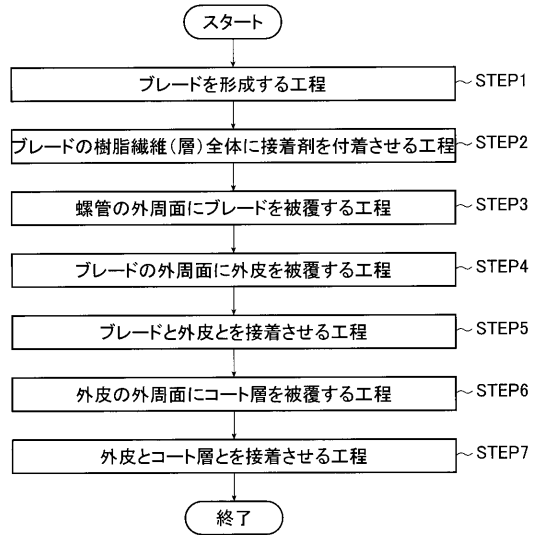 スタート
ブレードを形成する工程 STEP1
ブレードの樹脂繊維(層)全体に接着剤を付着させる工程 STEP2
螺管の外周面にブレードを被覆する工程 STEP3
ブレードの外周面に外皮を被覆する工程 STEP4
ブレードと外皮とを接着させる工程 STEP5
外皮の外周面にコート層を被覆する工程 STEP6
外皮とコート層とを接着させる工程 STEP7
終了